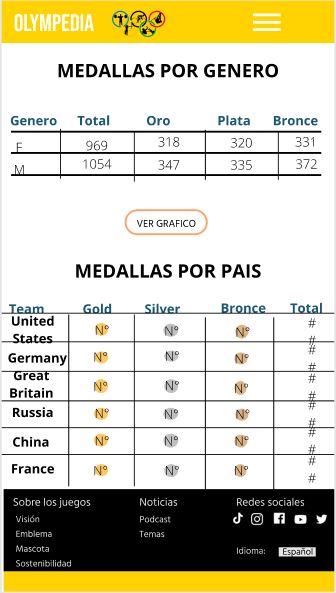 OLYMPEDIA
MEDALLAS POR GENERO
Genero Total Oro Plata Bronce
F 969 318 320 331
M 1054 347 335 372
VER GRAFICO
MEDALLAS POR PAIS
Team Gold Silver Bronce Total
United States N° N° N° # #
Germany N° N° N° # #
Great Britain N° N° N° # #
Russia N° N° N° # #
China N° N° N° # #
France N° N° N° # #
Sobre los juegos Noticias Redes sociales
Visión Podcast
Emblema Temas
Mascota Idioma: Español
Sostenibilidad